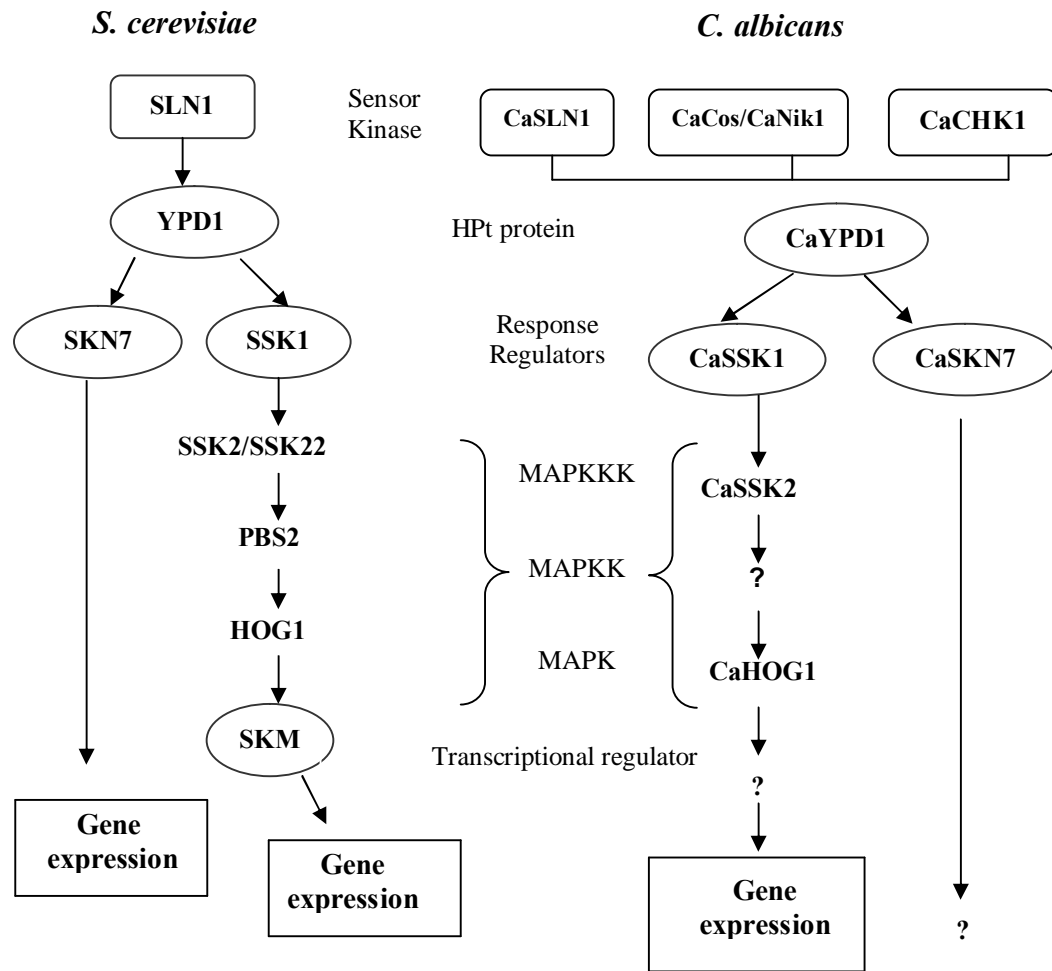 S. cerevisiae
C. albicans
SLN1
Sensor
Kinase
CaSLN1
CaCos/CaNik1
CaCHK1
YPD1
HPt protein
CaYPD1
SKN7
SSK1
Response
Regulators
CaSSK1
CaSKN7
SSK2/SSK22
MAPKKK
CaSSK2
PBS2
MAPKK
?
HOG1
MAPK
CaHOG1
SKM
Transcriptional regulator
?
Gene
expression
Gene
expression
Gene
expression
?